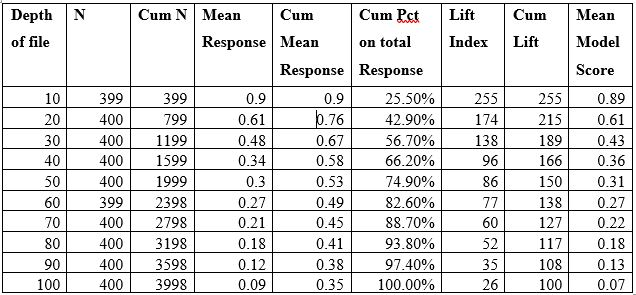 Depth of file N Cum N Mean Response Cum Mean Response Cum Pct on total Response Lift Index Cum Lift Mean Model Score
10 399 399 0.9 0.9 25.50% 255 255 0.89
20 400 799 0.61 0.76 42.90% 174 215 0.61
30 400 1199 0.48 0.67 56.70% 138 189 0.43
40 400 1599 0.34 0.58 66.20% 96 166 0.36
50 400 1999 0.3 0.53 74.90% 86 150 0.31
60 399 2398 0.27 0.49 82.60% 77 138 0.27
70 400 2798 0.21 0.45 88.70% 60 127 0.22
80 400 3198 0.18 0.41 93.80% 52 117 0.18
90 400 3598 0.12 0.38 97.40% 35 108 0.13
100 400 3998 0.09 0.35 100.00% 26 100 0.07